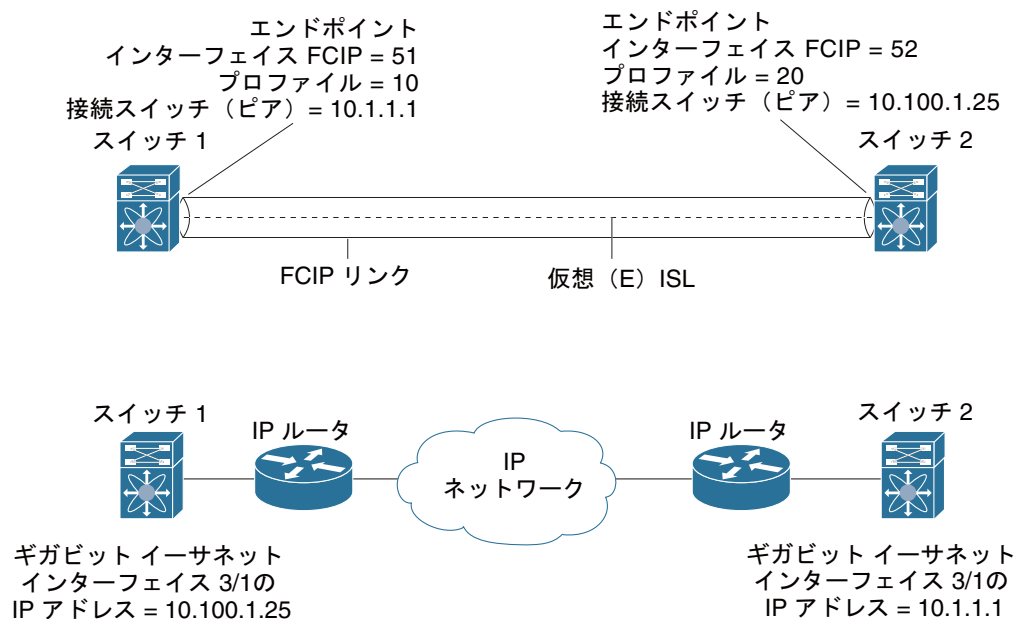 エンドポイント
インターフェイス FCIP = 51
プロファイル = 10
接続スイッチ（ピア）= 10.1.1.1
スイッチ 1
エンドポイント
インターフェイス FCIP = 52
プロファイル = 20
接続スイッチ（ピア）= 10.100.1.25
スイッチ 2
FCIP リンク
仮想（E）ISL
スイッチ 1
IP ルータ
IP
ネットワーク
IP ルータ
スイッチ 2
ギガビット イーサネット
インターフェイス 3/1の
IP アドレス = 10.100.1.25
ギガビット イーサネット
インターフェイス 3/1の
IP アドレス = 10.1.1.1